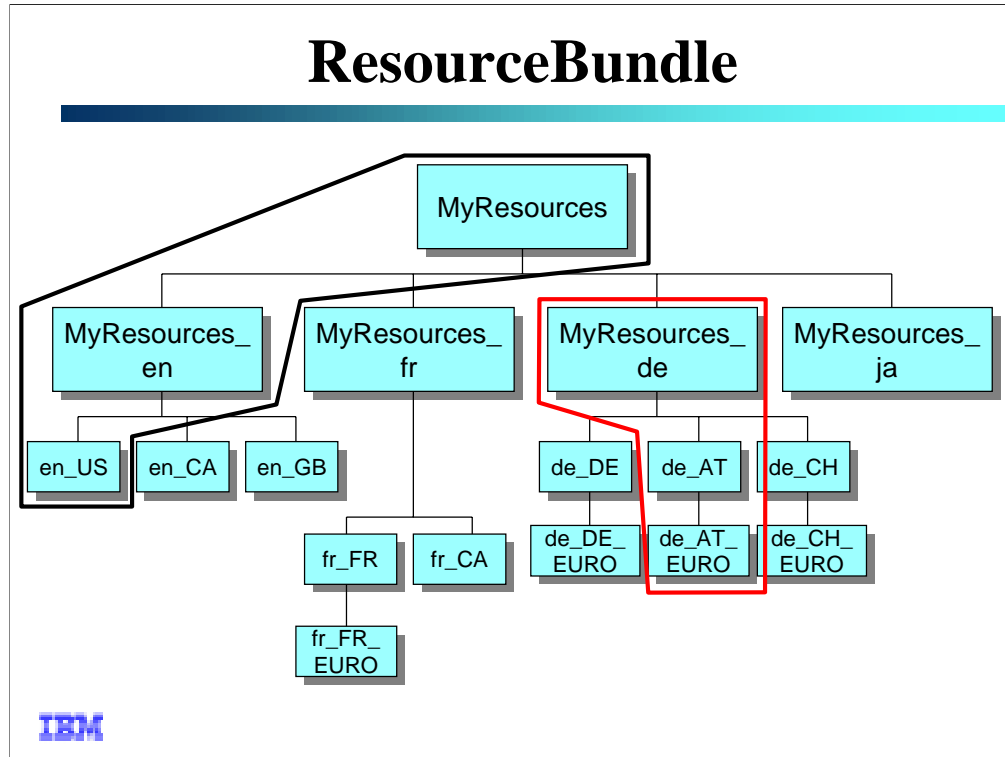 ResourceBundle
MyResources
MyResources_
en
MyResources_
fr
MyResources_
de
MyResources_
ja
en_US
en_CA
en_GB
de_DE
de_AT
de_CH
fr_FR
fr_CA
de_DE_
EURO
de_AT_
EURO
de_CH_
EURO
fr_FR_
EURO
IBM